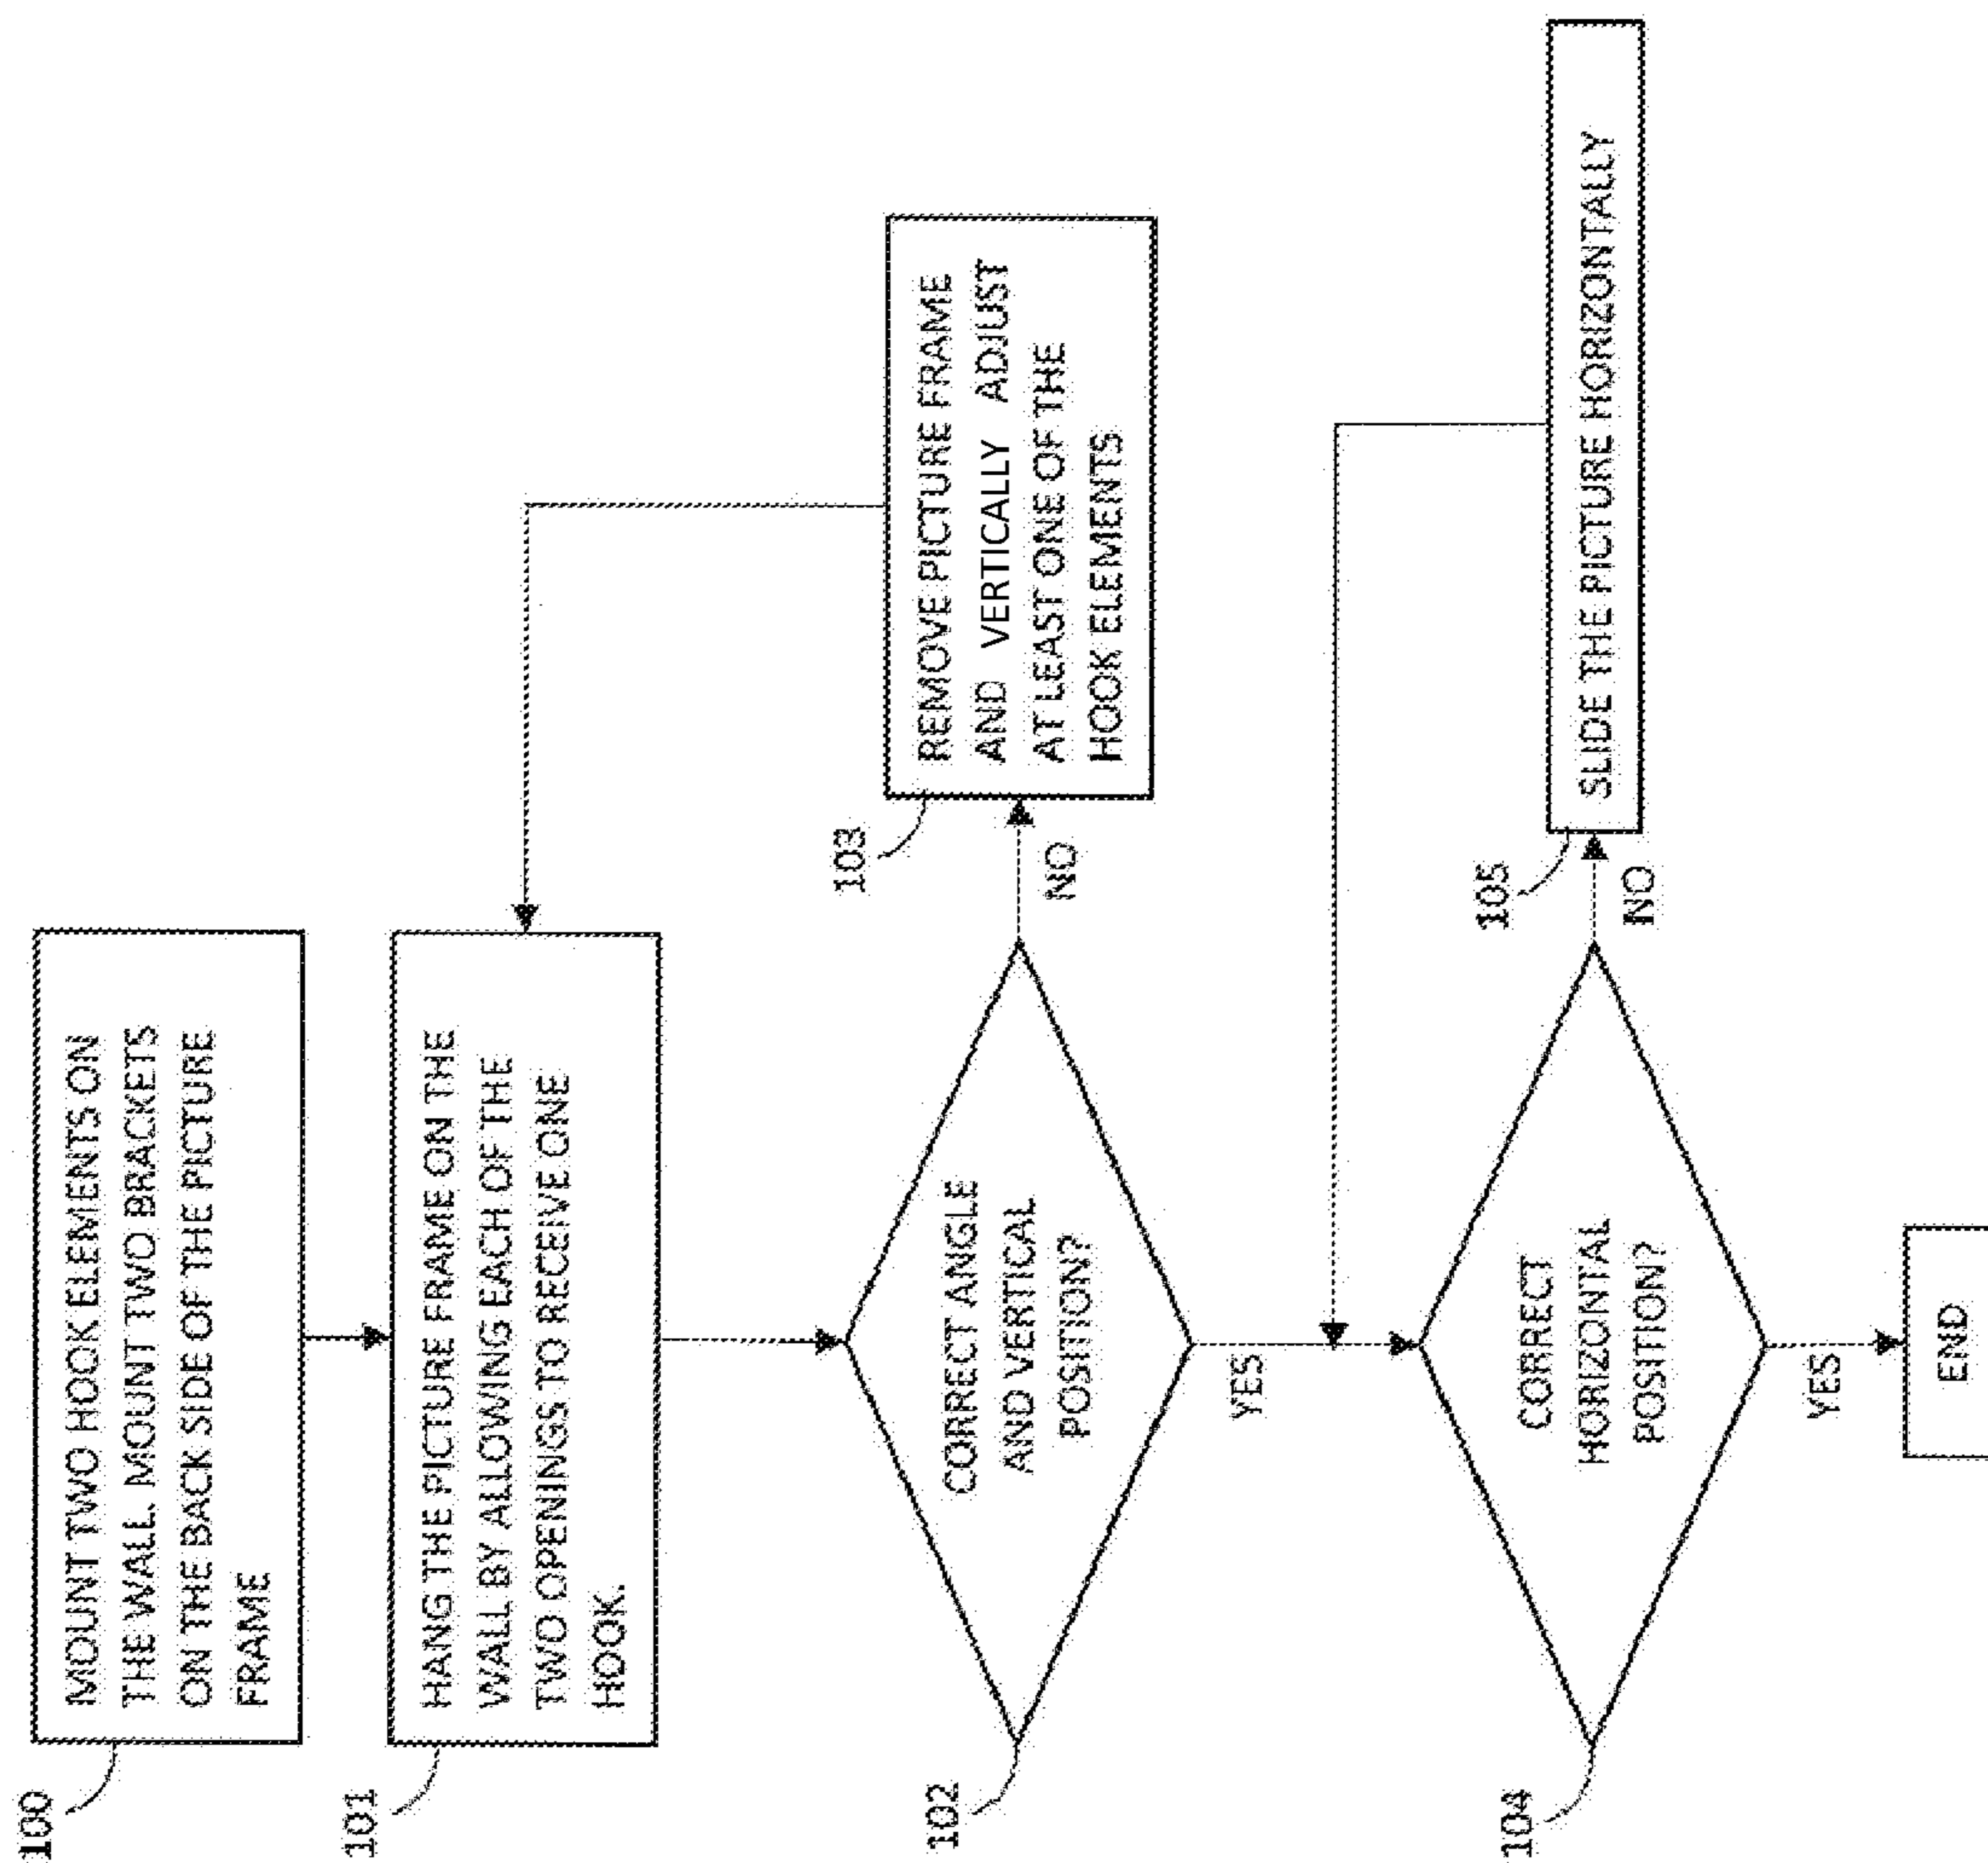 100
MOUNT TWO HOOK ELEMENTS ON
THE WALL. MOUNT TWO BRACKETS
ON THE BACK SIDE OF THE PICTURE
FRAME
101
HANG THE PICTURE FRAME ON THE
WALL BY ALLOWING EACH OF THE
TWO OPENINGS TO RECEIVE ONE
HOOK.
102
CORRECT ANGLE
AND VERTICAL
POSITION?
NO
103
REMOVE PICTURE FRAME
AND VERTICALLY ADJUST
AT LEAST ONE OF THE
HOOK ELEMENTS
YES
104
CORRECT
HORIZONTAL
POSITION?
NO
105
SLIDE THE PICTURE HORIZONTALLY
YES
END